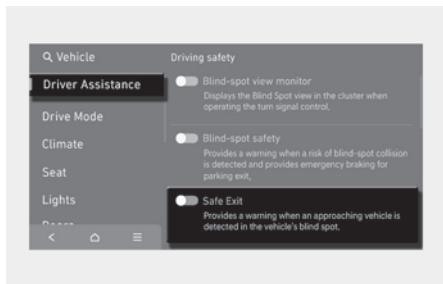 Vehicle
Driving safety
Driver Assistance
Blind-spot view monitor
Displays the Blind Spot view in the cluster when
operating the turn signal control,
Drive Mode
Climate
Blind-spot safety
Provides a warning when a risk of blind-spot collision
is detected and provides emergency braking for
parking exit,
Seat
Lights
Safe Exit
Provides a warning when an approaching vehicle is
detected in the vehicle's blind spot,
Doors